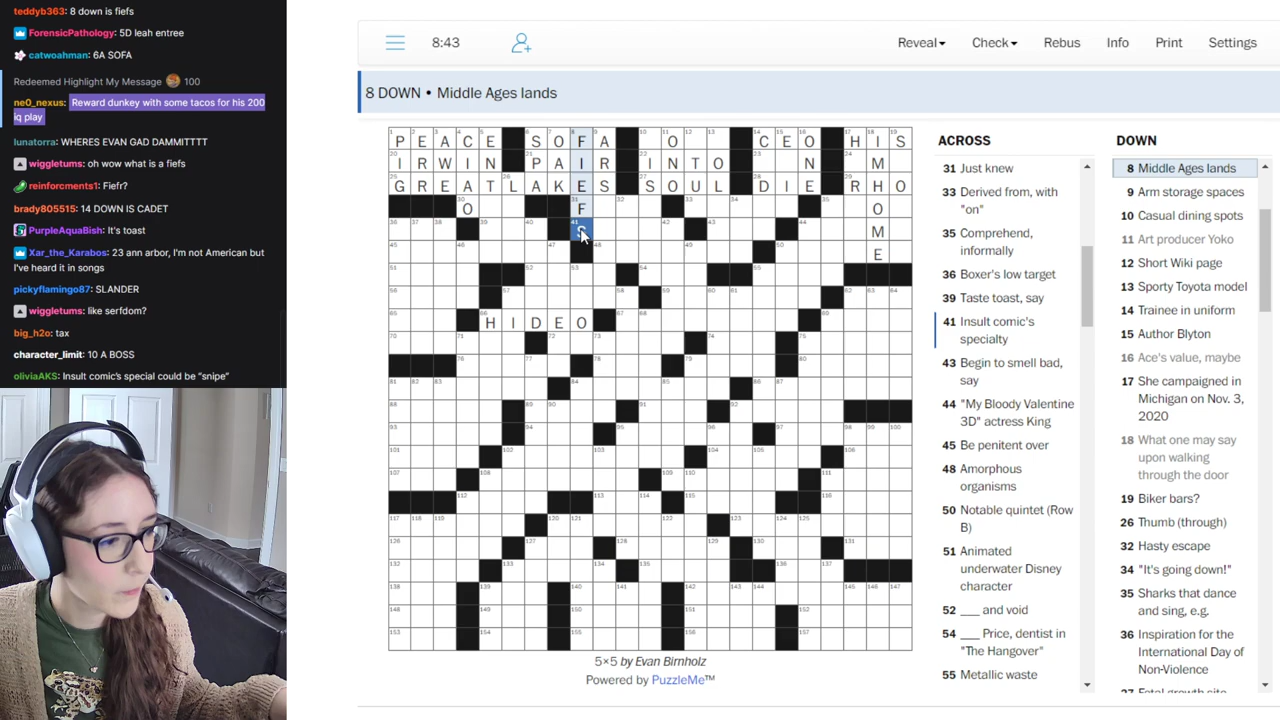 teddyb363: 8 down is fiefs
ForensicPathology: 5D leah entree
catwoahman: 6A SOFA
Redeemed Highlight My Message 100
ne0_nexus: Reward dunkey with some tacos for his 200
iq play
lunatorra: WHERES EVAN GAD DAMMITTTT
wiggletums: oh wow what is a fiefs
reinforcments1: Fiefr?
brady805515: 14 DOWN IS CADET
PurpleAquaBish: It's toast
Xar_the_Karabos: 23 ann arbor, I'm not American but
I've heard it in songs
pickyflamingo87: SLANDER
wiggletums: like serfdom?
big_h2o: tax
character_limit: 10 A BOSS
oliviaAKS: Insult comic's special could be "snipe"
8:43
Reveal
Check
Rebus
Info
Print
Settings
8 DOWN • Middle Ages lands
P E A C E S O F A O C E O H I S
I R W I N P A I R I N T O N M
G R E A T L A K E S S O U L D I E R H O
O F O
S M
E
H I D E O
5×5 by Evan Birnholz
Powered by PuzzleMe™
ACROSS
31 Just knew
33 Derived from, with
"on"
35 Comprehend,
informally
36 Boxer's low target
39 Taste toast, say
41 Insult comic's
specialty
43 Begin to smell bad,
say
44 "My Bloody Valentine
3D" actress King
45 Be penitent over
48 Amorphous
organisms
50 Notable quintet (Row
B)
51 Animated
underwater Disney
character
52 ___ and void
54 ___ Price, dentist in
"The Hangover"
55 Metallic waste
DOWN
8 Middle Ages lands
9 Arm storage spaces
10 Casual dining spots
11 Art producer Yoko
12 Short Wiki page
13 Sporty Toyota model
14 Trainee in uniform
15 Author Blyton
16 Ace's value, maybe
17 She campaigned in
Michigan on Nov. 3,
2020
18 What one may say
upon walking
through the door
19 Biker bars?
26 Thumb (through)
32 Hasty escape
34 "It's going down!"
35 Sharks that dance
and sing, e.g.
36 Inspiration for the
International Day of
Non-Violence
37 Fetal growth site